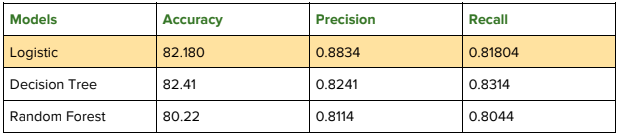 Models Accuracy Precision Recall
Logistic 82.180 0.8834 0.81804
Decision Tree 82.41 0.8241 0.8314
Random Forest 80.22 0.8114 0.8044